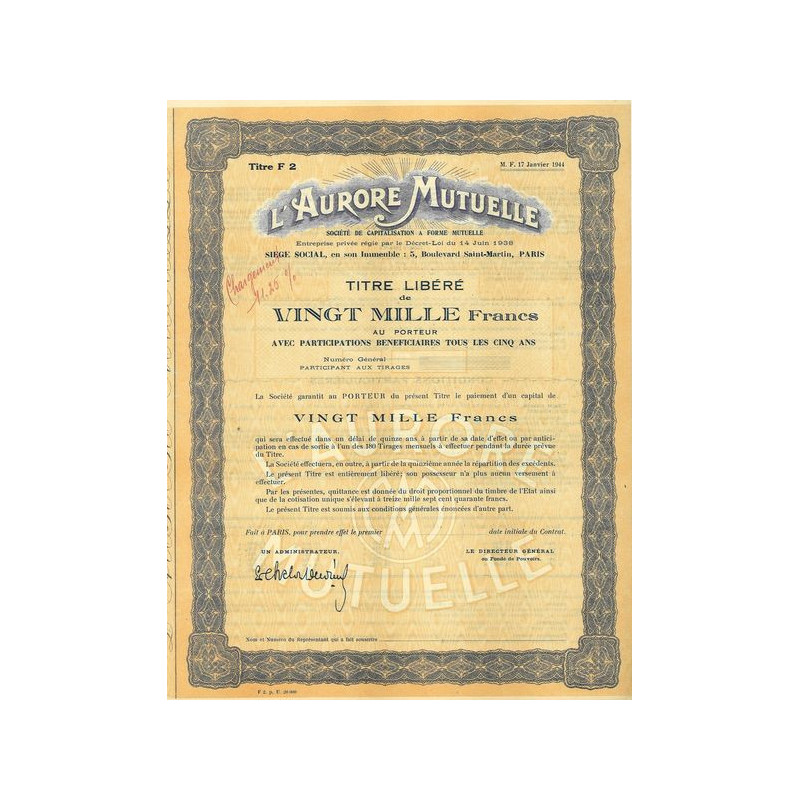 Titre F 2
M. F. 17 Janvier 1944
L'AURORE MUTUELLE
SOCIÉTÉ DE CAPITALISATION A FORME MUTUELLE
Entreprise privée régie par le Décret-Loi du 14 Juin 1938
SIEGE SOCIAL, en son Immeuble : 5, Boulevard Saint-Martin, PARIS
Chargement
11.25 %
TITRE LIBÉRÉ
de
VINGT MILLE Francs
AU PORTEUR
AVEC PARTICIPATIONS BENEFICIAIRES TOUS LES CINQ ANS
Numéro Général
PARTICIPANT AUX TIRAGES
La Société garantit au PORTEUR du présent Titre le paiement d'un capital de
VINGT MILLE Francs
qui sera effectué dans un délai de quinze ans à partir de sa date d'effet ou par antici-
pation en cas de sortie à l'un des 180 Tirages mensuels à effectuer pendant la durée prévue
du Titre.
La Société effectuera, en outre, à partir de la quinzième année la répartition des excédents.
Le présent Titre est entièrement libéré; son possesseur n'a plus aucun versement à
effectuer.
Par les présentes, quittance est donnée du droit proportionnel du timbre de l'Etat ainsi
que de la cotisation unique s'élevant à treize mille sept cent quarante francs.
Le présent Titre est soumis aux conditions générales énoncées d'autre part.
Fait à PARIS, pour prendre effet le premier date initiale du Contrat.
UN ADMINISTRATEUR,
LE DIRECTEUR GÉNÉRAL
ou Fondé de Pouvoirs,
L'AURORE
AM
MUTUELLE
Nom et Numéro du Représentant qui a fait souscrire
F 2. p. U.